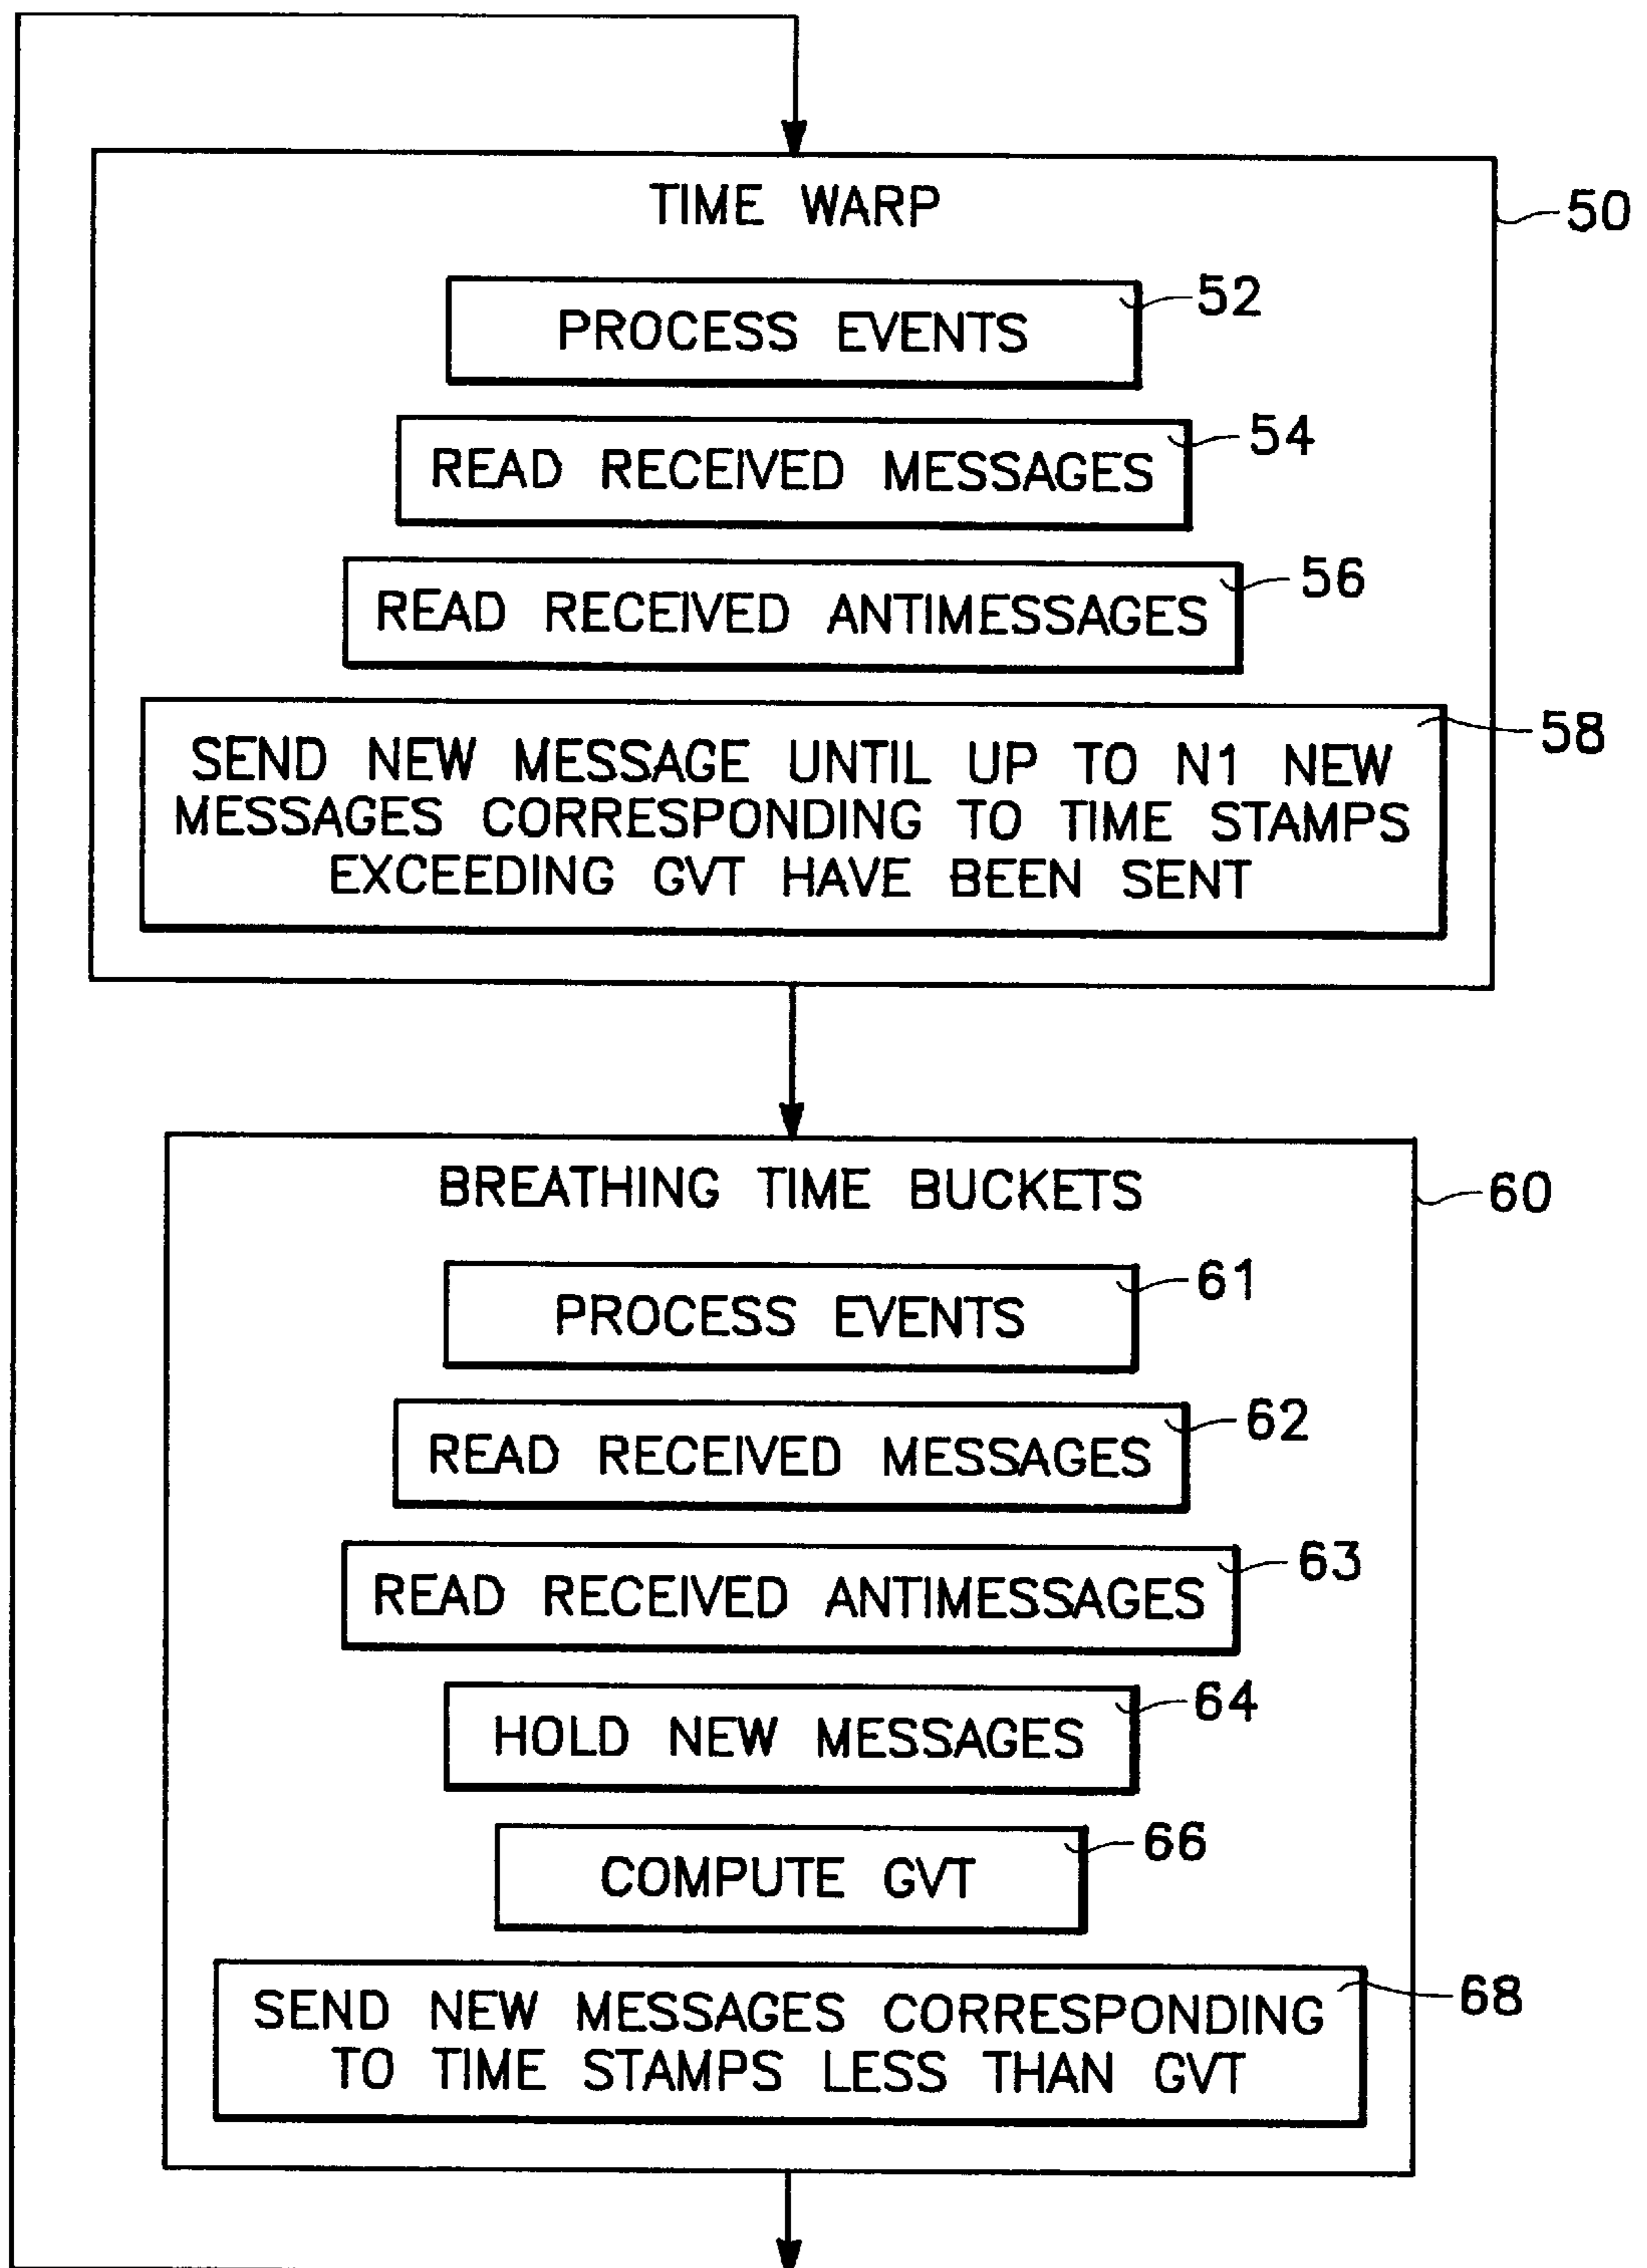 TIME WARP
50
PROCESS EVENTS
52
READ RECEIVED MESSAGES
54
READ RECEIVED ANTIMESSAGES
56
SEND NEW MESSAGE UNTIL UP TO N1 NEW
MESSAGES CORRESPONDING TO TIME STAMPS
EXCEEDING GVT HAVE BEEN SENT
58
BREATHING TIME BUCKETS
60
PROCESS EVENTS
61
READ RECEIVED MESSAGES
62
READ RECEIVED ANTIMESSAGES
63
HOLD NEW MESSAGES
64
COMPUTE GVT
66
SEND NEW MESSAGES CORRESPONDING
TO TIME STAMPS LESS THAN GVT
68